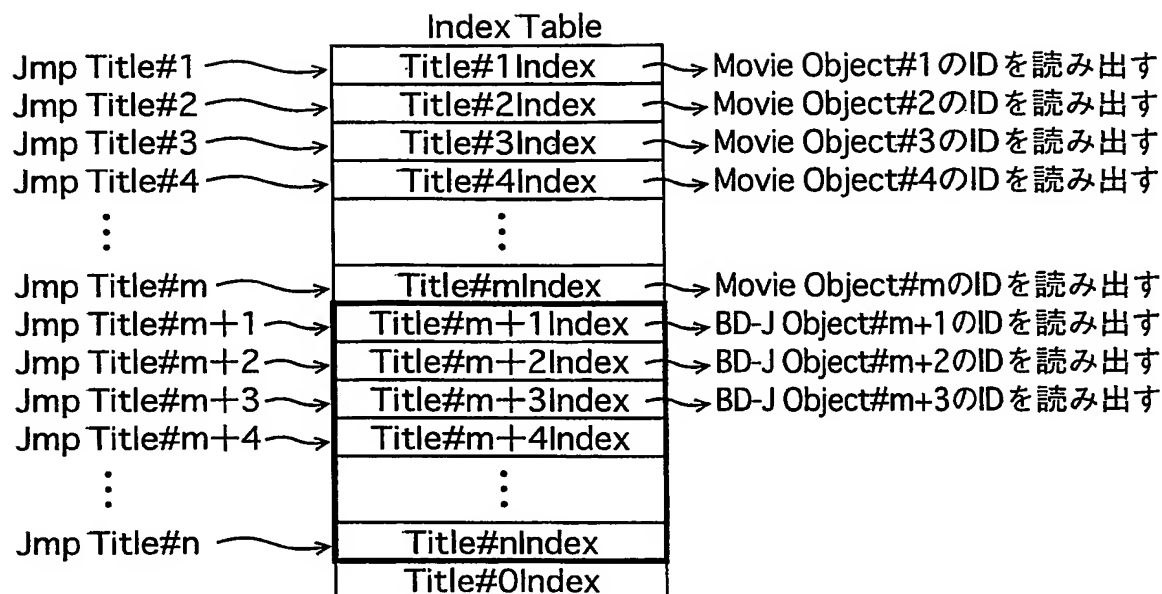 Index Table
Jmp Title#1 Title#1Index Movie Object#1のIDを読み出す
Jmp Title#2 Title#2Index Movie Object#2のIDを読み出す
Jmp Title#3 Title#3Index Movie Object#3のIDを読み出す
Jmp Title#4 Title#4Index Movie Object#4のIDを読み出す
Jmp Title#m Title#mIndex Movie Object#mのIDを読み出す
Jmp Title#m+1 Title#m+1Index BD-J Object#m+1のIDを読み出す
Jmp Title#m+2 Title#m+2Index BD-J Object#m+2のIDを読み出す
Jmp Title#m+3 Title#m+3Index BD-J Object#m+3のIDを読み出す
Jmp Title#m+4 Title#m+4Index
Jmp Title#n Title#nIndex
Title#0Index